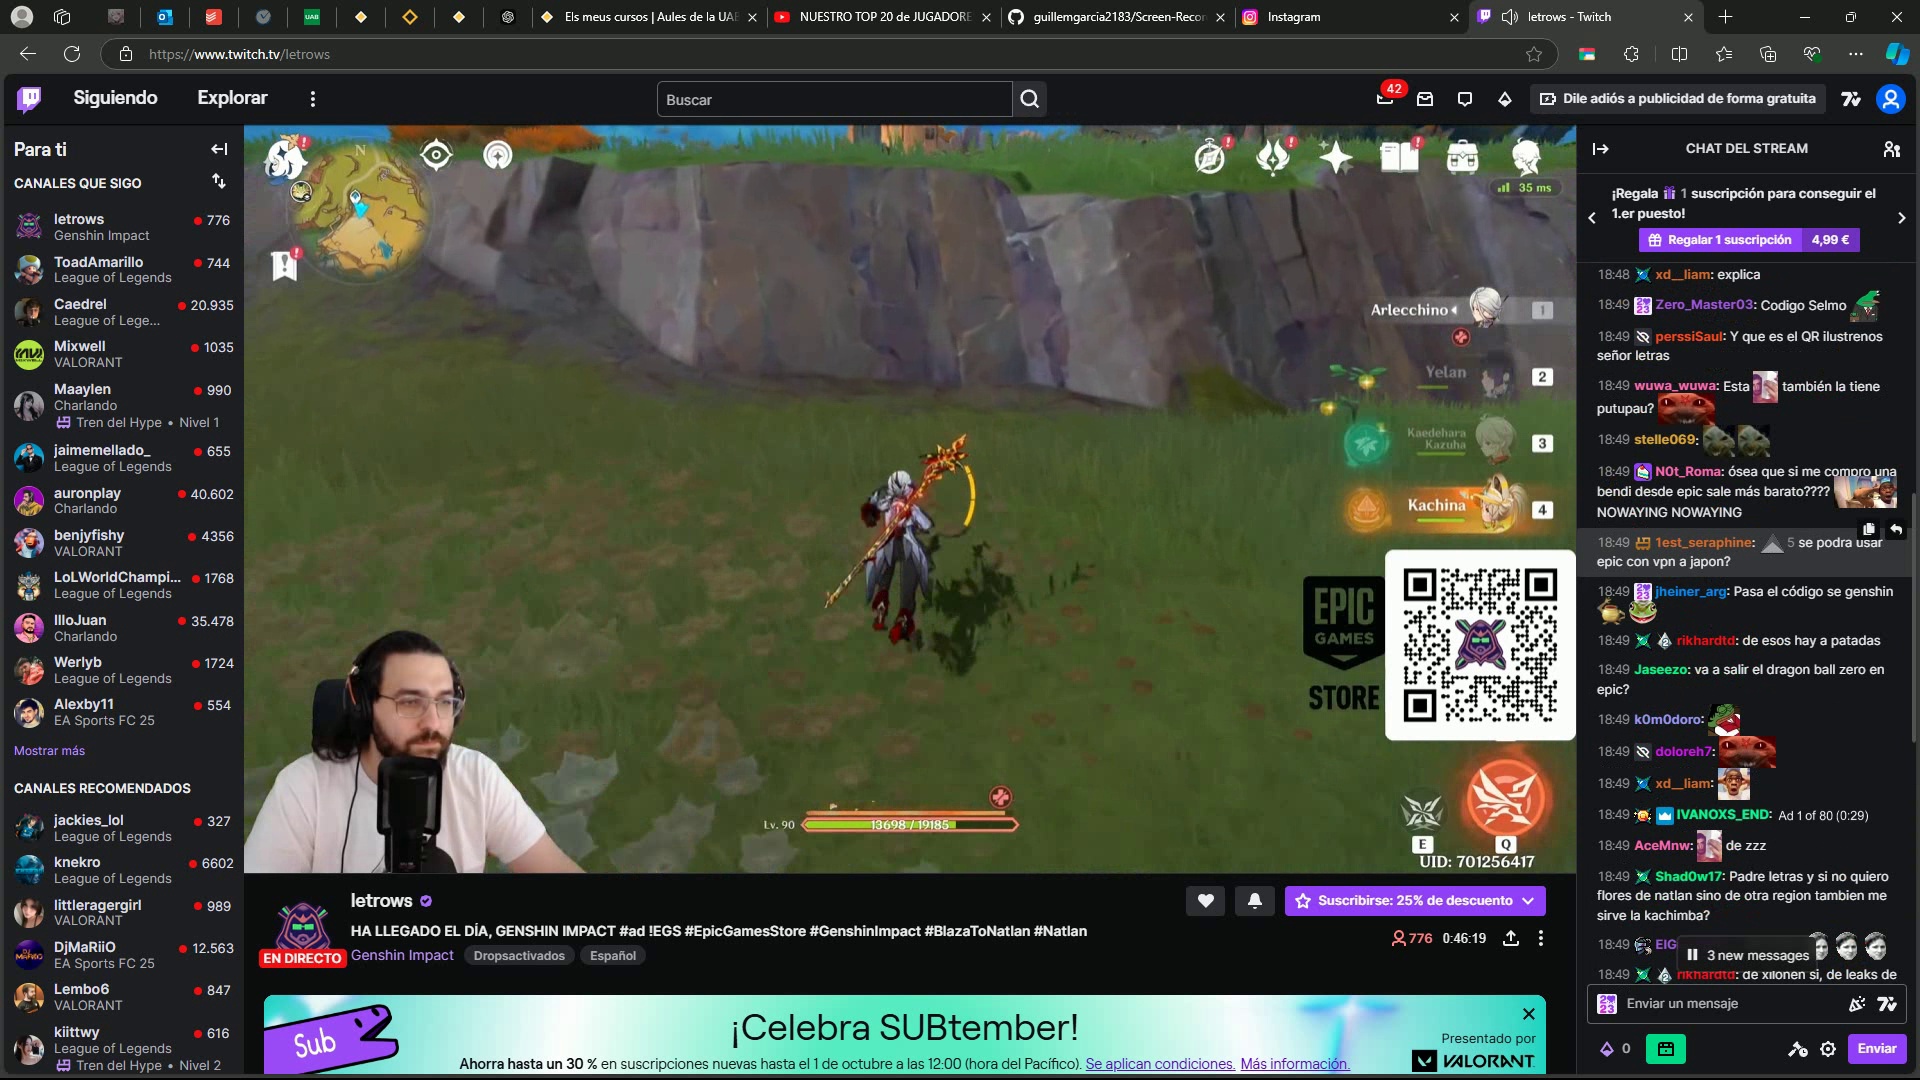 Els meus cursos | Aules de la UAB
NUESTRO TOP 20 de JUGADORE
guillemgarcia2183/Screen-Recor
Instagram
letrows - Twitch
https://www.twitch.tv/letrows
Siguiendo
Explorar
Buscar
42
Dile adiós a publicidad de forma gratuita
Para ti
CANALES QUE SIGO
letrows
776
Genshin Impact
ToadAmarillo
744
League of Legends
Caedrel
20.935
League of Lege...
Mixwell
1035
VALORANT
Maaylen
990
Charlando
Tren del Hype • Nivel 1
jaimemellado_
655
League of Legends
auronplay
40.602
Charlando
benjyfishy
4356
VALORANT
LoLWorldChampi...
1768
League of Legends
IlloJuan
35.478
Charlando
Werlyb
1724
League of Legends
Alexby11
554
EA Sports FC 25
Mostrar más
CANALES RECOMENDADOS
jackies_lol
327
League of Legends
knekro
6602
League of Legends
littleragergirl
989
VALORANT
DjMaRiiO
12.563
EA Sports FC 25
Lembo6
847
VALORANT
kiittwy
616
League of Legends
Tren del Hype • Nivel 2
N
35 ms
Arlecchino
1
Yelan
2
Kaedehara
Kazuha
3
Kachina
4
EPIC
GAMES
STORE
Lv. 90
13698 / 19185
E
Q
UID: 701256417
letrows
HA LLEGADO EL DÍA, GENSHIN IMPACT #ad !EGS #EpicGamesStore #GenshinImpact #BlazaToNatlan #Natlan
EN DIRECTO
Genshin Impact
Dropsactivados
Español
Suscribirse: 25% de descuento
776
0:46:19
Sub
¡Celebra SUBtember!
Ahorra hasta un 30 % en suscripciones nuevas hasta el 1 de octubre a las 12:00 (hora del Pacífico). Se aplican condiciones. Más información.
Presentado por
VALORANT
CHAT DEL STREAM
¡Regala 1 suscripción para conseguir el
1.er puesto!
Regalar 1 suscripción
4,99 €
18:48 xd__liam: explica
18:49 Zero_Master03: Codigo Selmo
18:49 perssiSaul: Y que es el QR ilustrenos
señor letras
18:49 wuwa_wuwa: Esta también la tiene
putupau?
18:49 stelle069:
18:49 N0t_Roma: ósea que si me compro una
bendi desde epic sale más barato????
NOWAYING NOWAYING
18:49 1est_seraphine: 5 se podra usar
epic con vpn a japon?
18:49 jheiner_arg: Pasa el código se genshin
18:49 rikhardtd: de esos hay a patadas
18:49 Jaseezo: va a salir el dragon ball zero en
epic?
18:49 k0m0doro:
18:49 doloreh7:
18:49 xd__liam:
18:49 IVANOXS_END: Ad 1 of 80 (0:29)
18:49 AceMnw: de zzz
18:49 Shad0w17: Padre letras y si no quiero
flores de natlan sino de otra region tambien me
sirve la kachimba?
18:49 EIG
3 new messages
18:49 rikhardtd: de xilonen si, de leaks de
Enviar un mensaje
0
Enviar